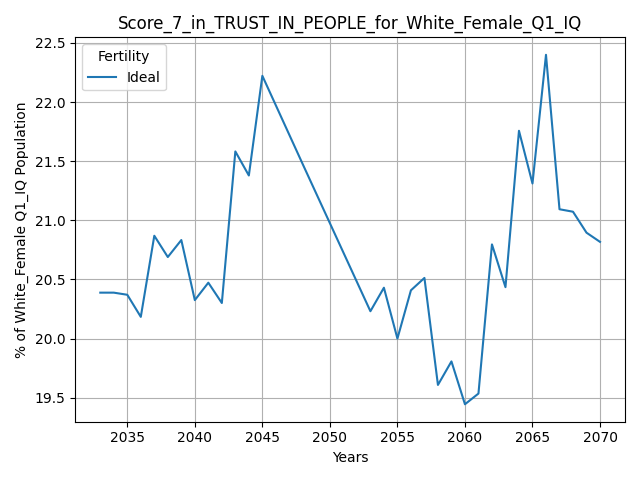 Score_7_in_TRUST_IN_PEOPLE_for_White_Female_Q1_IQ
Fertility
Ideal
% of White_Female Q1_IQ Population
22.5
22.0
21.5
21.0
20.5
20.0
19.5
2035 2040 2045 2050 2055 2060 2065 2070
Years